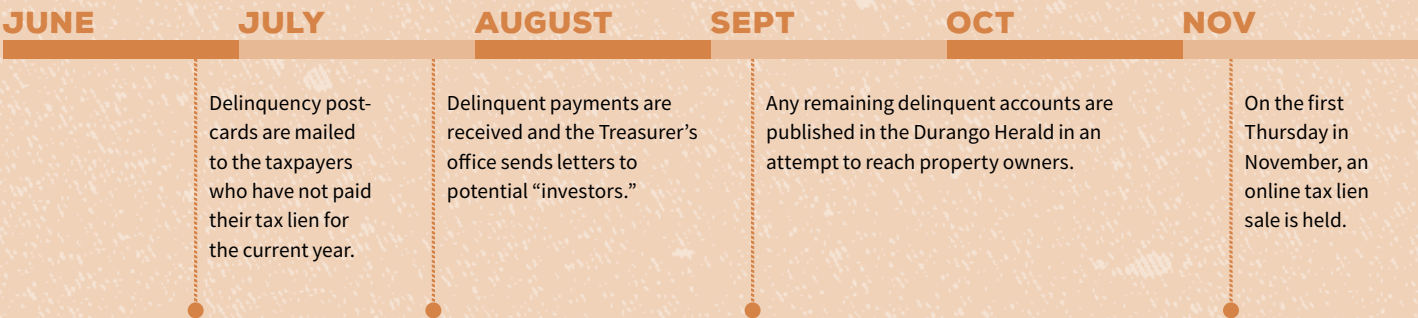 JUNE JULY AUGUST SEPT OCT NOV
Delinquency post-
cards are mailed
to the taxpayers
who have not paid
their tax lien for
the current year.
Delinquent payments are
received and the Treasurer’s
office sends letters to
potential “investors.”
Any remaining delinquent accounts are
published in the Durango Herald in an
attempt to reach property owners.
On the first
Thursday in
November, an
online tax lien
sale is held.